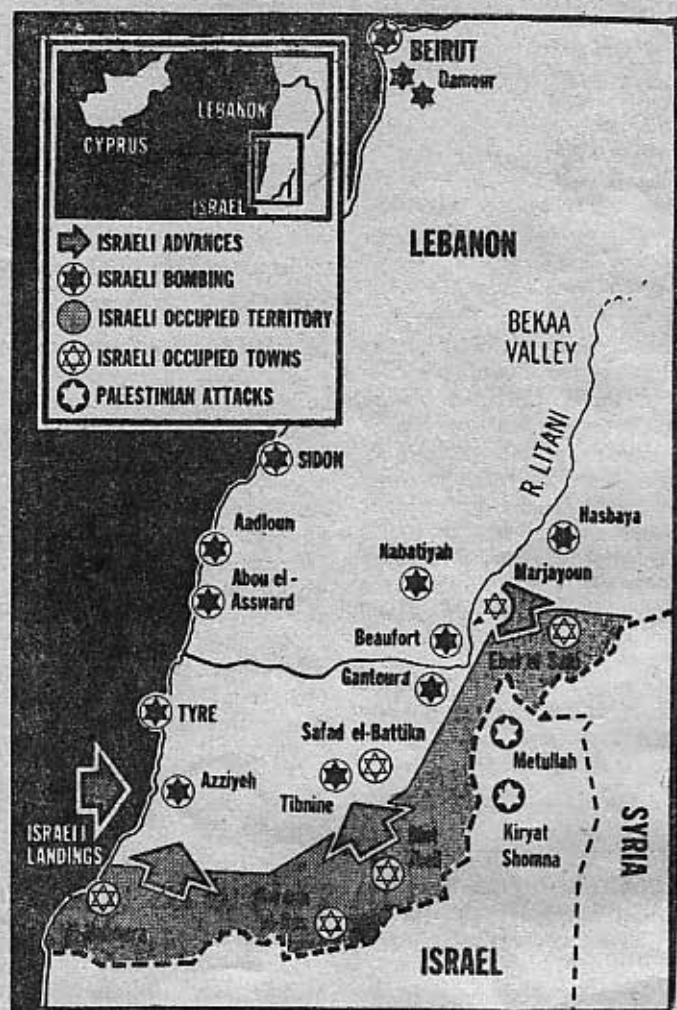 CYPRUS
LEBANON
ISRAEL
ISRAELI ADVANCES
ISRAELI BOMBING
ISRAELI OCCUPIED TERRITORY
ISRAELI OCCUPIED TOWNS
PALESTINIAN ATTACKS
BEIRUT
Damour
LEBANON
BEKAA
VALLEY
R. LITANI
SIDON
Aadloun
Abou el-
Assward
Nabatiyah
Hasbaya
Marjayoun
Beaufort
Gantoura
TYRE
Safad el-Battikn
Metullah
Azziyeh
Tibnine
Kiryat
Shomna
SYRIA
ISRAELI
LANDINGS
ISRAEL